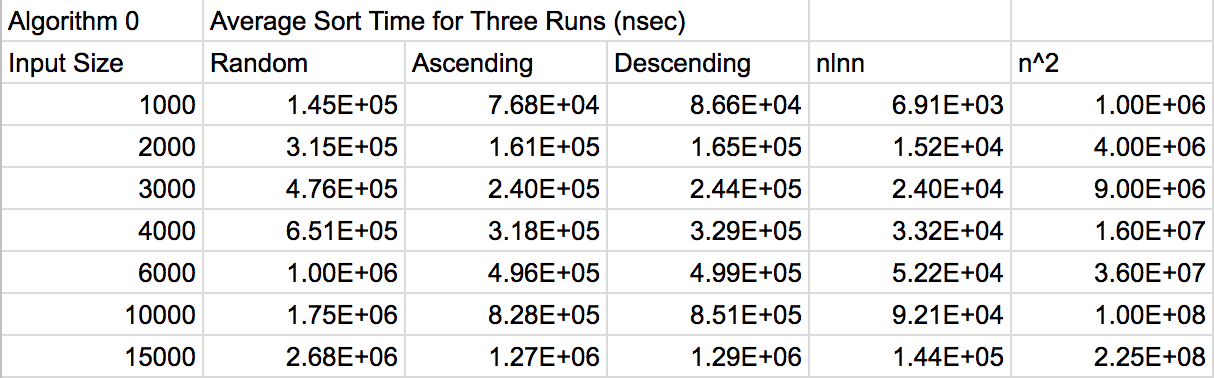 Algorithm 0 Average Sort Time for Three Runs (nsec)
Input Size Random Ascending Descending nlnn n^2
1000 1.45E+05 7.68E+04 8.66E+04 6.91E+03 1.00E+06
2000 3.15E+05 1.61E+05 1.65E+05 1.52E+04 4.00E+06
3000 4.76E+05 2.40E+05 2.44E+05 2.40E+04 9.00E+06
4000 6.51E+05 3.18E+05 3.29E+05 3.32E+04 1.60E+07
6000 1.00E+06 4.96E+05 4.99E+05 5.22E+04 3.60E+07
10000 1.75E+06 8.28E+05 8.51E+05 9.21E+04 1.00E+08
15000 2.68E+06 1.27E+06 1.29E+06 1.44E+05 2.25E+08